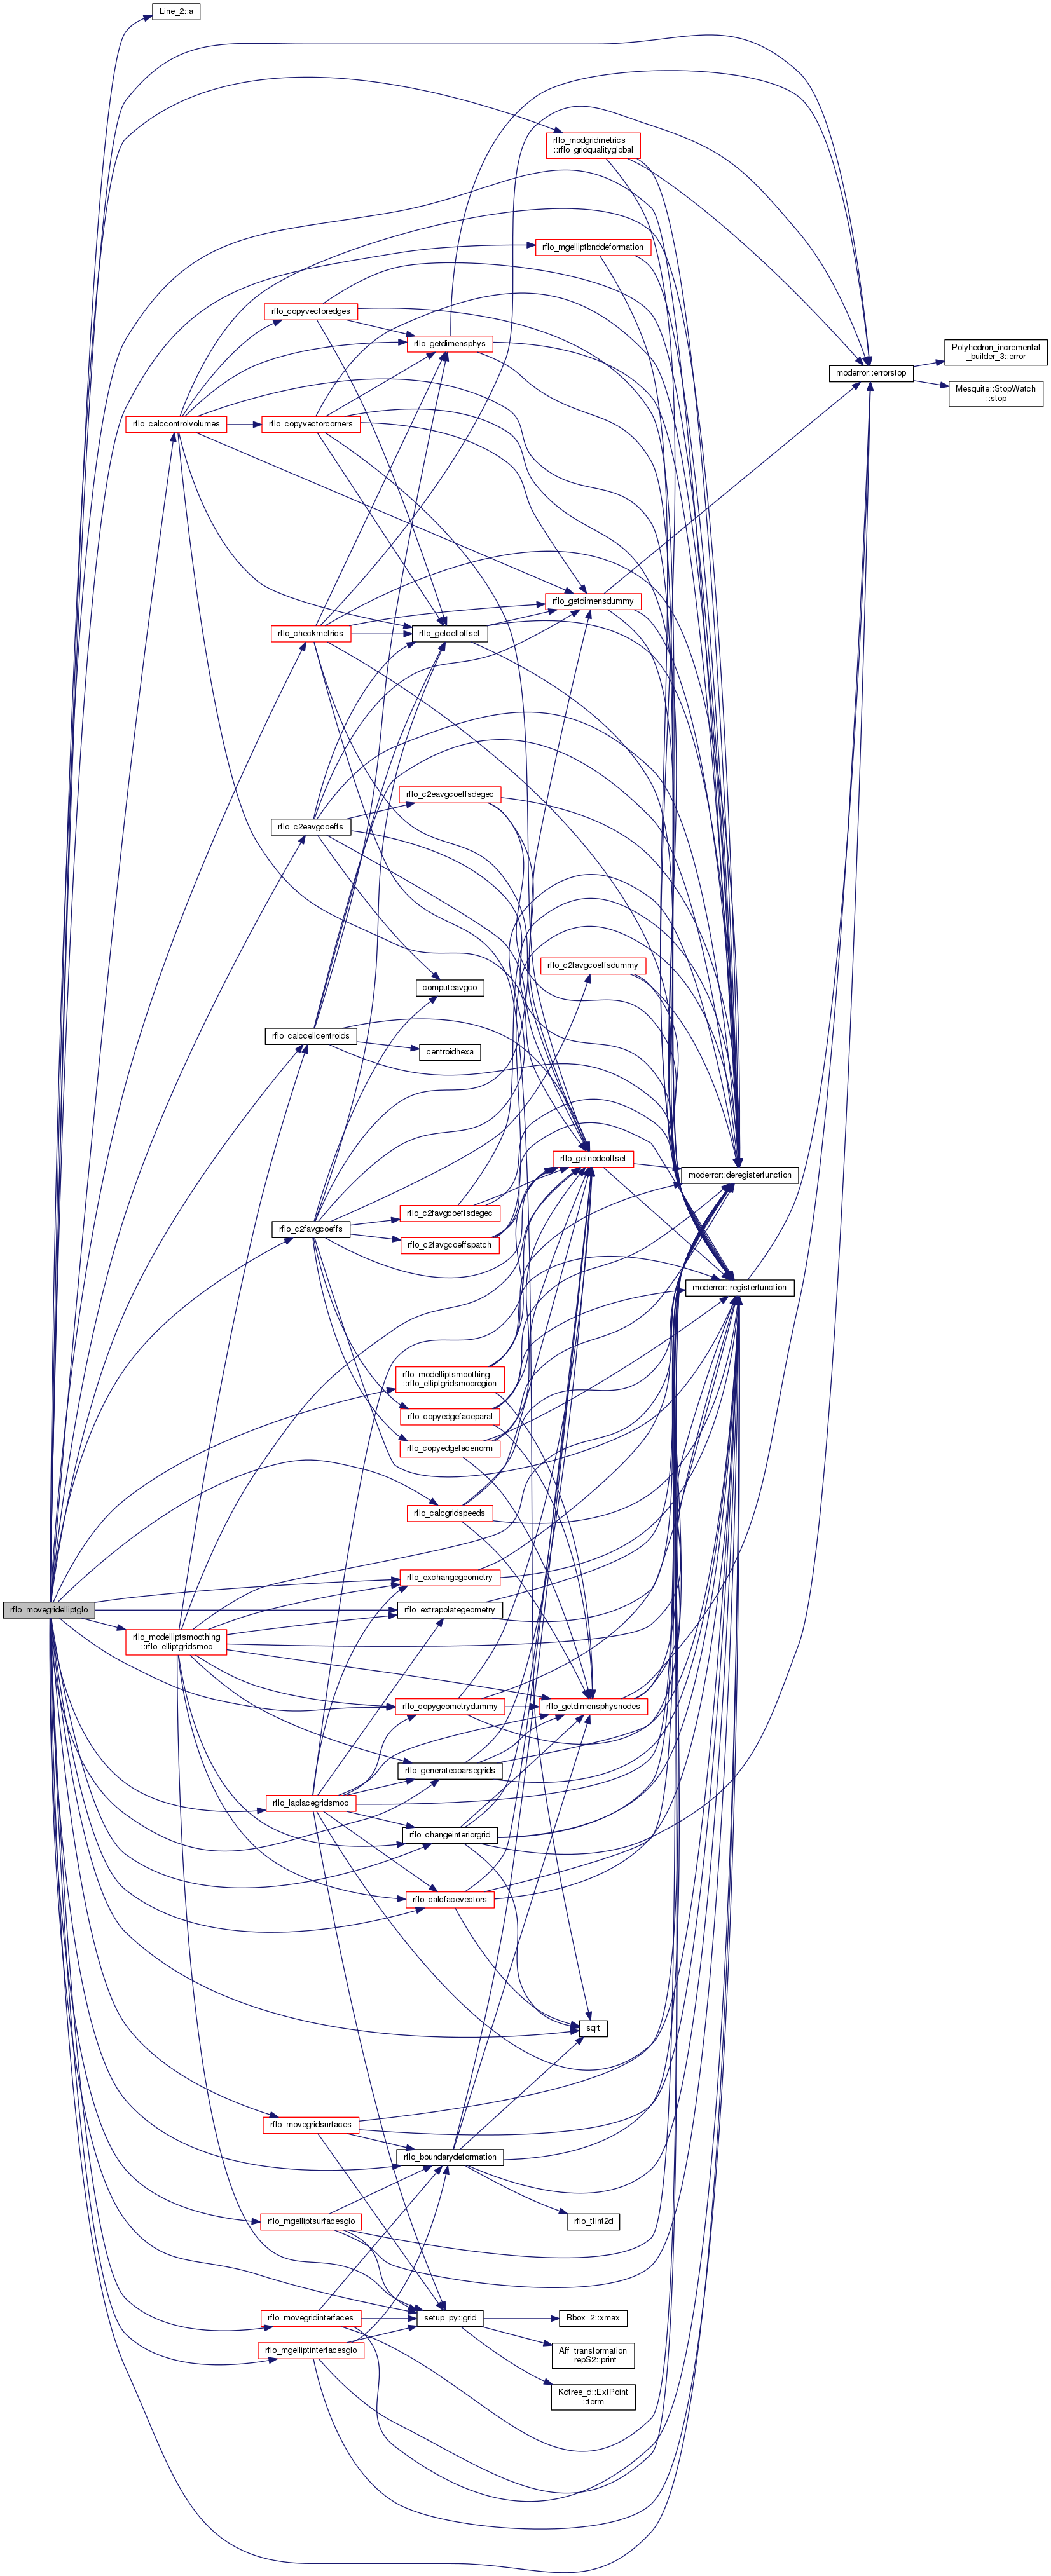 Line_2::a
rflo_modgridmetrics
::rflo_gridqualityglobal
rflo_mgelliptbnddeformation
rflo_copyvectoredges
rflo_getdimensphys
Polyhedron_incremental
_builder_3::error
moderror::errorstop
Mesquite::StopWatch
::stop
rflo_calccontrolvolumes
rflo_copyvectorcorners
rflo_getdimensdummy
rflo_checkmetrics
rflo_getcelloffset
rflo_c2eavgcoeffsdegec
rflo_c2eavgcoeffs
rflo_c2favgcoeffsdummy
computeavgco
rflo_calccellcentroids
centroidhexa
rflo_getnodeoffset
moderror::deregisterfunction
rflo_c2favgcoeffsdegec
rflo_c2favgcoeffs
rflo_c2favgcoeffspatch
moderror::registerfunction
rflo_modelliptsmoothing
::rflo_elliptgridsmooregion
rflo_copyedgefaceparal
rflo_copyedgefacenorm
rflo_calcgridspeeds
rflo_exchangegeometry
rflo_movegridelliptglo
rflo_extrapolategeometry
rflo_modelliptsmoothing
::rflo_elliptgridsmoo
rflo_copygeometrydummy
rflo_getdimensphysnodes
rflo_generatecoarsegrids
rflo_laplacegridsmoo
rflo_changeinteriorgrid
rflo_calcfacevectors
sqrt
rflo_movegridsurfaces
rflo_boundarydeformation
rflo_mgelliptsurfacesglo
rflo_tfint2d
rflo_movegridinterfaces
setup_py::grid
Bbox_2::xmax
rflo_mgelliptinterfacesglo
Aff_transformation
_repS2::print
Kdtree_d::ExtPoint
::term